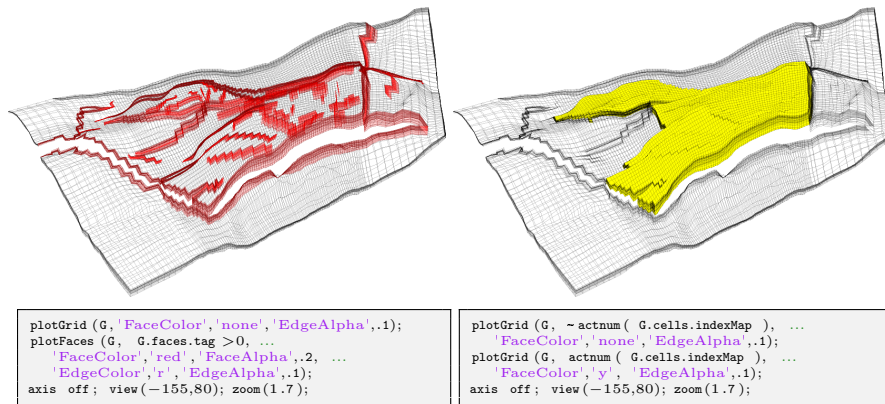 plotGrid(G,'FaceColor','none','EdgeAlpha',.1);
plotFaces(G, G.faces.tag>0, ...
'FaceColor','red','FaceAlpha',.2, ...
'EdgeColor','r','EdgeAlpha',.1);
axis off; view(−155,80); zoom(1.7);
plotGrid(G, ~actnum( G.cells.indexMap ), ...
'FaceColor','none','EdgeAlpha',.1);
plotGrid(G, actnum( G.cells.indexMap ), ...
'FaceColor','y', 'EdgeAlpha',.1);
axis off; view(−155,80); zoom(1.7);